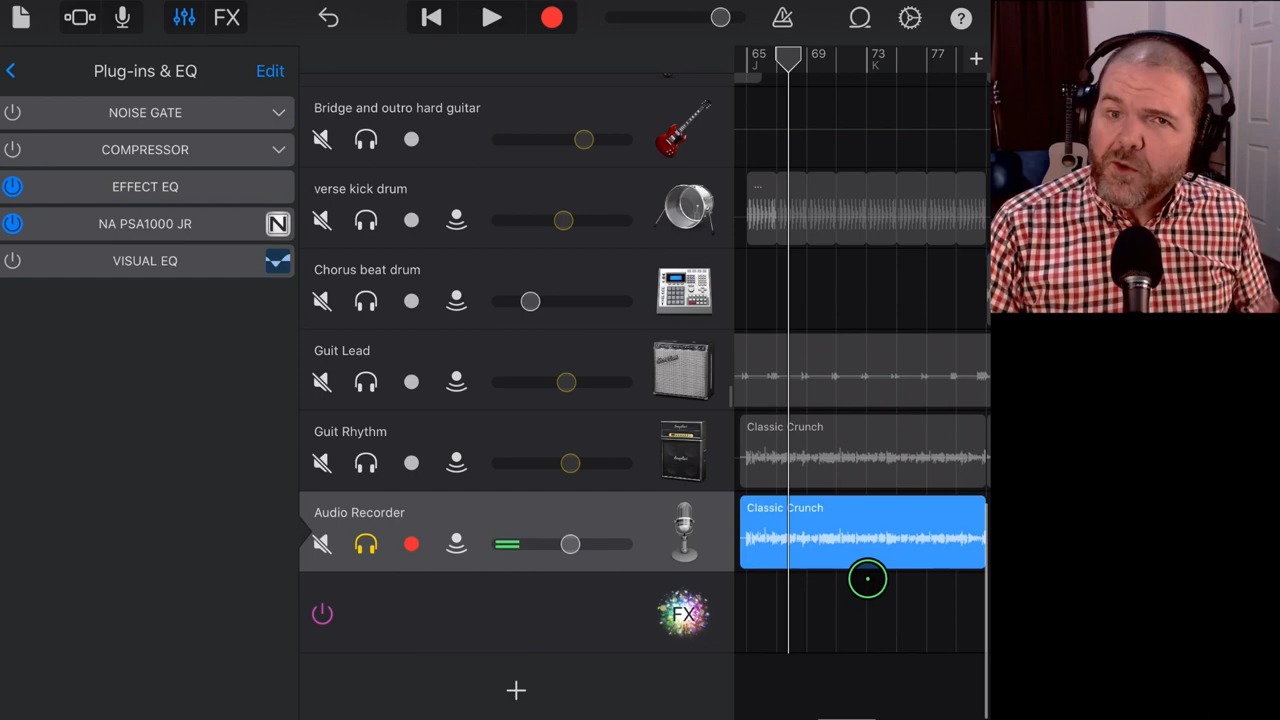 FX
?
65
69
73
77
J
K
+
Plug-ins & EQ
Edit
NOISE GATE
COMPRESSOR
EFFECT EQ
NA PSA1000 JR
N
VISUAL EQ
Bridge and outro hard guitar
verse kick drum
...
Chorus beat drum
Guit Lead
Guit Rhythm
Classic Crunch
Audio Recorder
Classic Crunch
FX
+